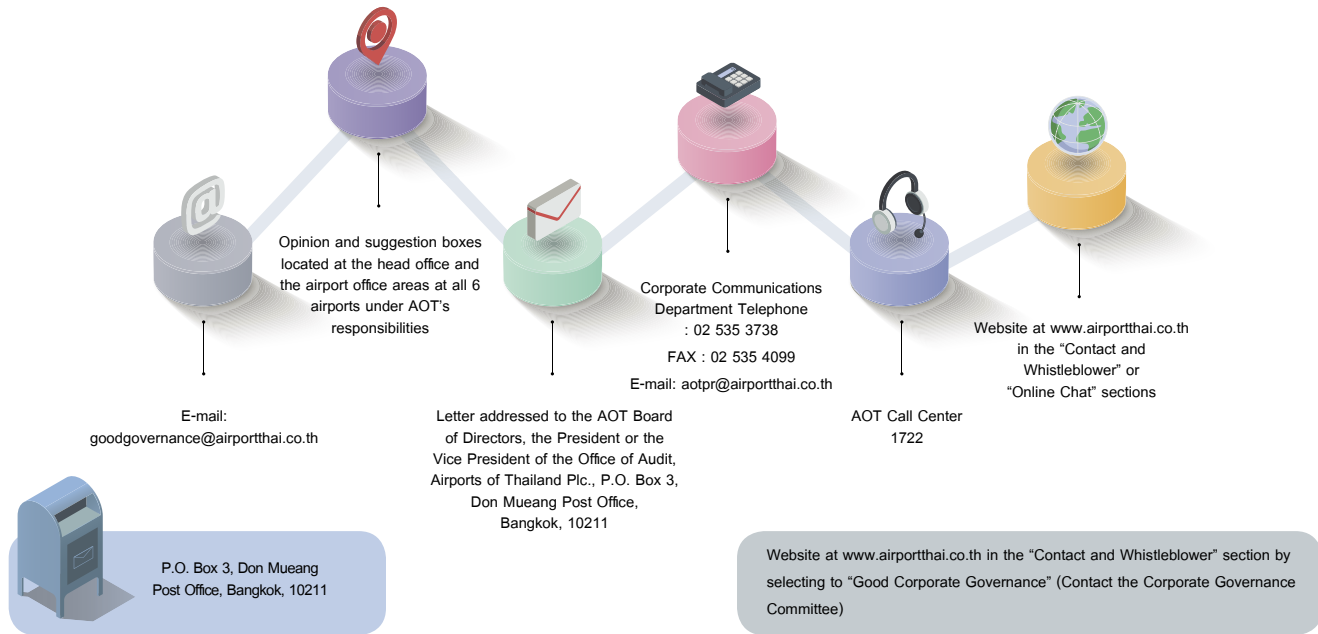 E-mail:
goodgovernance@airportthai.co.th
Opinion and suggestion boxes
located at the head office and
the airport office areas at all 6
airports under AOT's
responsibilities
Letter addressed to the AOT Board
of Directors, the President or the
Vice President of the Office of Audit,
Airports of Thailand Plc., P.O. Box 3,
Don Mueang Post Office,
Bangkok, 10211
Corporate Communications
Department Telephone
: 02 535 3738
FAX : 02 535 4099
E-mail: aotpr@airportthai.co.th
AOT Call Center
1722
Website at www.airportthai.co.th
in the “Contact and
Whistleblower” or
“Online Chat” sections
P.O. Box 3, Don Mueang
Post Office, Bangkok, 10211
Website at www.airportthai.co.th in the “Contact and Whistleblower” section by
selecting to “Good Corporate Governance” (Contact the Corporate Governance
Committee)